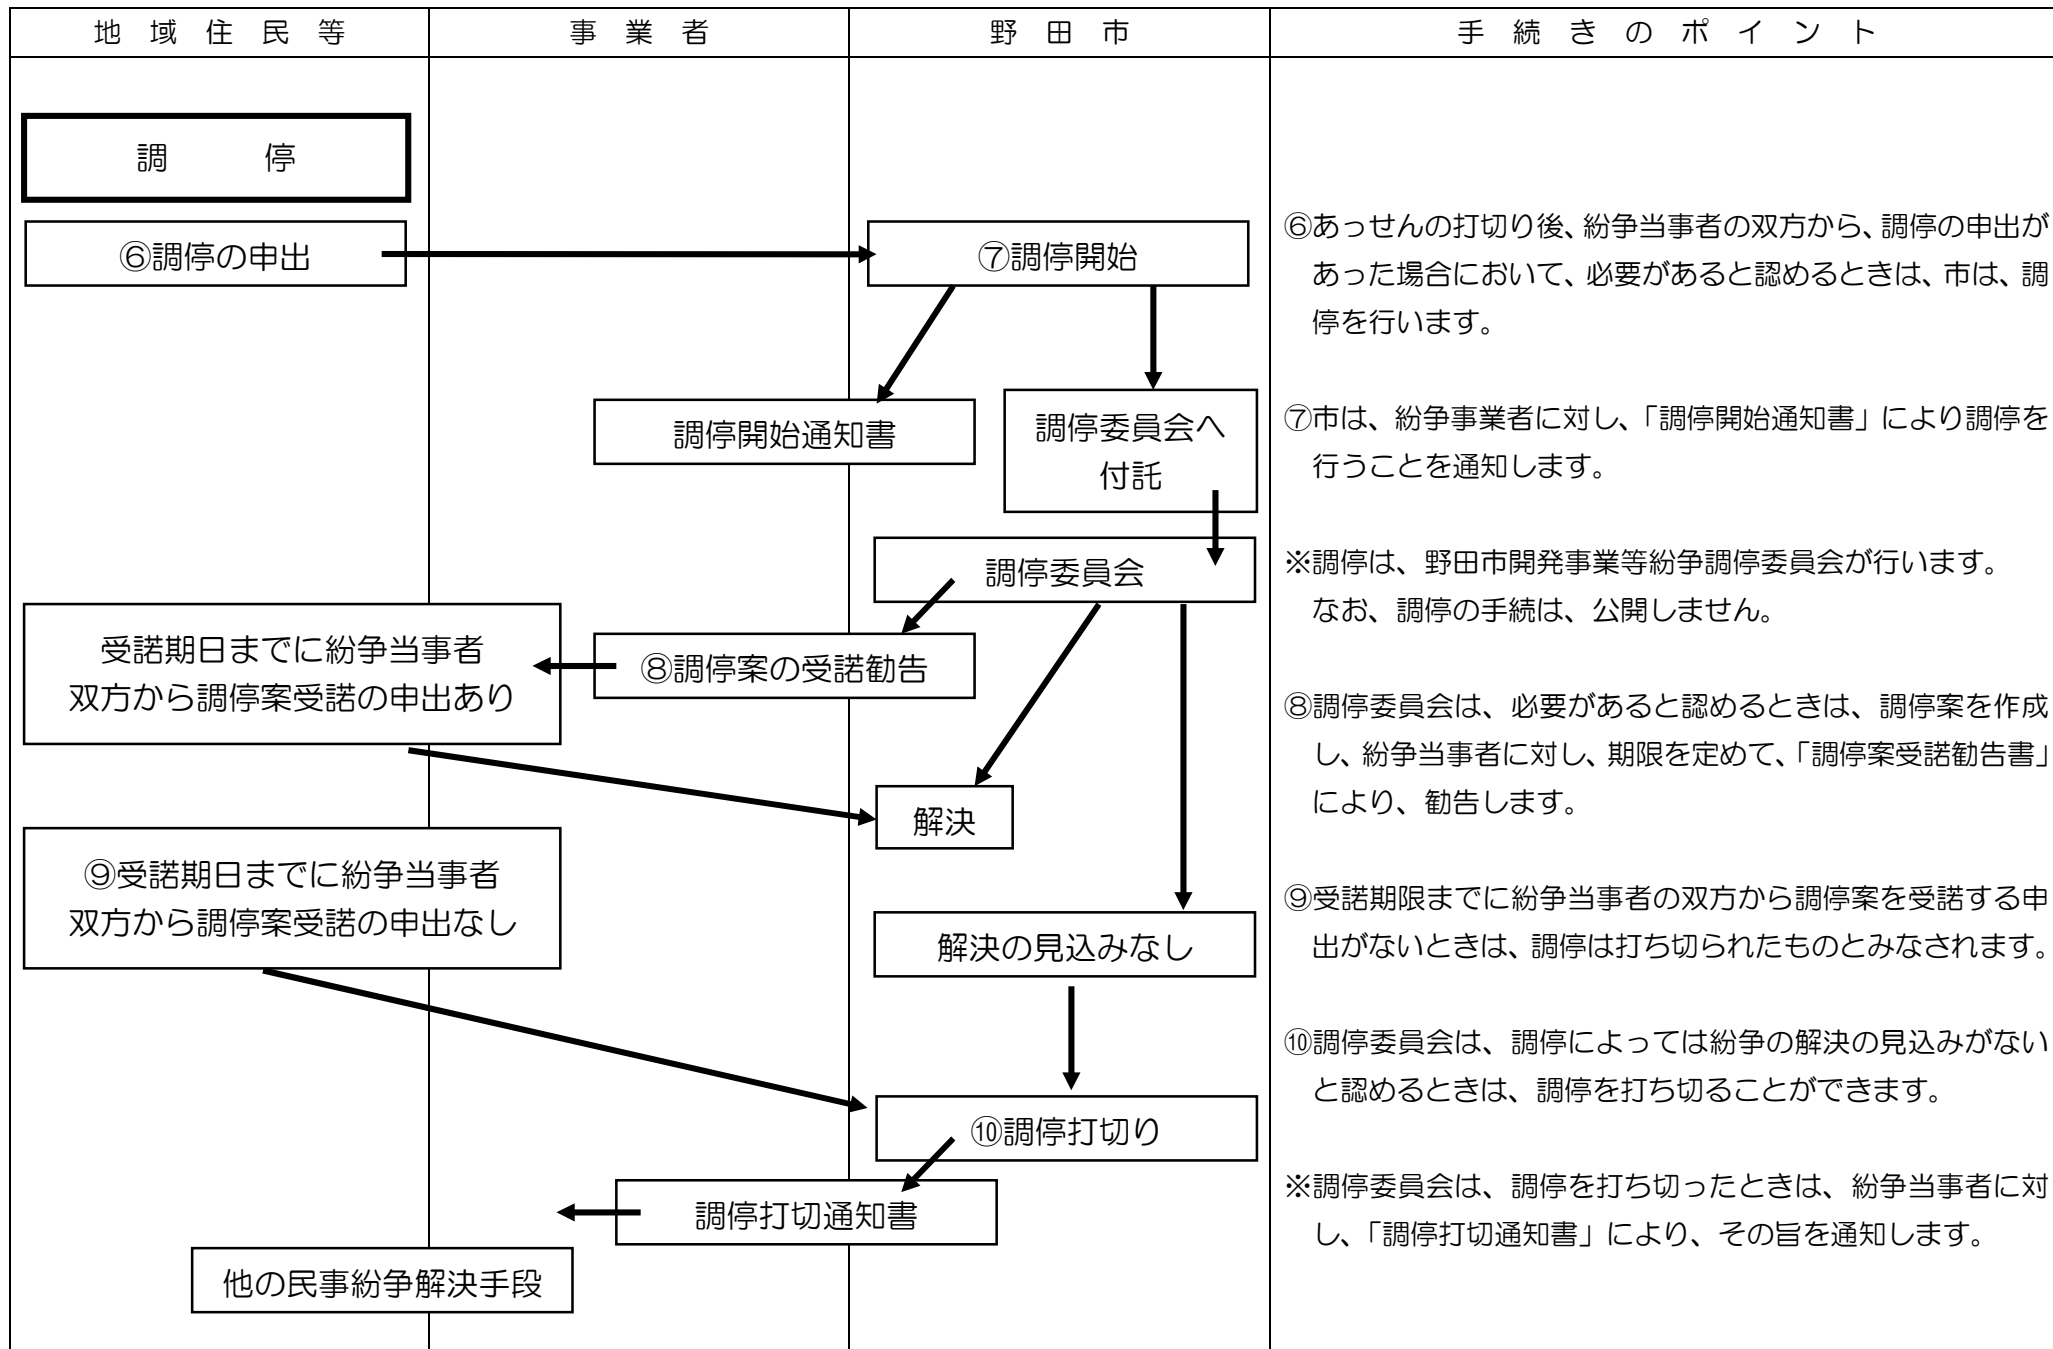 地域住民等
事業者
野田市
手続きのポイント
調停
⑥調停の申出
⑦調停開始
調停開始通知書
調停委員会へ
付託
調停委員会
受諾期日までに紛争当事者
双方から調停案受諾の申出あり
⑧調停案の受諾勧告
解決
⑨受諾期日までに紛争当事者
双方から調停案受諾の申出なし
解決の見込みなし
⑩調停打切り
調停打切通知書
他の民事紛争解決手段
⑥あっせんの打切り後、紛争当事者の双方から、調停の申出が
あった場合において、必要があると認めるときは、市は、調
停を行います。
⑦市は、紛争事業者に対し、「調停開始通知書」により調停を
行うことを通知します。
※調停は、野田市開発事業等紛争調停委員会が行います。
なお、調停の手続は、公開しません。
⑧調停委員会は、必要があると認めるときは、調停案を作成
し、紛争当事者に対し、期限を定めて、「調停案受諾勧告書」
により、勧告します。
⑨受諾期限までに紛争当事者の双方から調停案を受諾する申
出がないときは、調停は打ち切られたものとみなされます。
⑩調停委員会は、調停によっては紛争の解決の見込みがない
と認めるときは、調停を打ち切ることができます。
※調停委員会は、調停を打ち切ったときは、紛争当事者に対
し、「調停打切通知書」により、その旨を通知します。